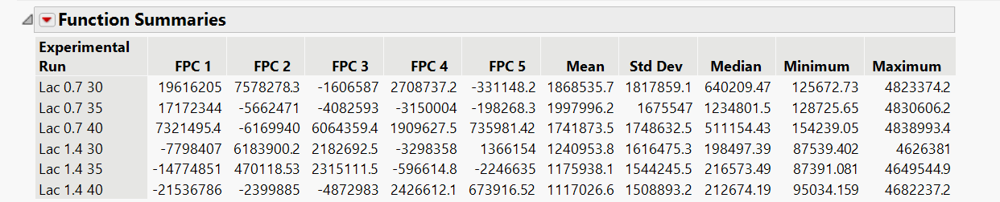 Function Summaries
Experimental
Run FPC 1 FPC 2 FPC 3 FPC 4 FPC 5 Mean Std Dev Median Minimum Maximum
Lac 0.7 30 19616205 7578278.3 -1606587 2708737.2 -331148.2 1868535.7 1817859.1 640209.47 125672.73 4823374.2
Lac 0.7 35 17172344 -5662471 -4082593 -3150004 -198268.3 1997996.2 1675547 1234801.5 128725.65 4830606.2
Lac 0.7 40 7321495.4 -6169940 6064359.4 1909627.5 735981.42 1741873.5 1748632.5 511154.43 154239.05 4838993.4
Lac 1.4 30 -7798407 6183900.2 2182692.5 -3298358 1366154 1240953.8 1616475.3 198497.39 87539.402 4626381
Lac 1.4 35 -14774851 470118.53 2315111.5 -596614.8 -2246635 1175938.1 1544245.5 216573.49 87391.081 4649544.9
Lac 1.4 40 -21536786 -2399885 -4872983 2426612.1 673916.52 1117026.6 1508893.2 212674.19 95034.159 4682237.2